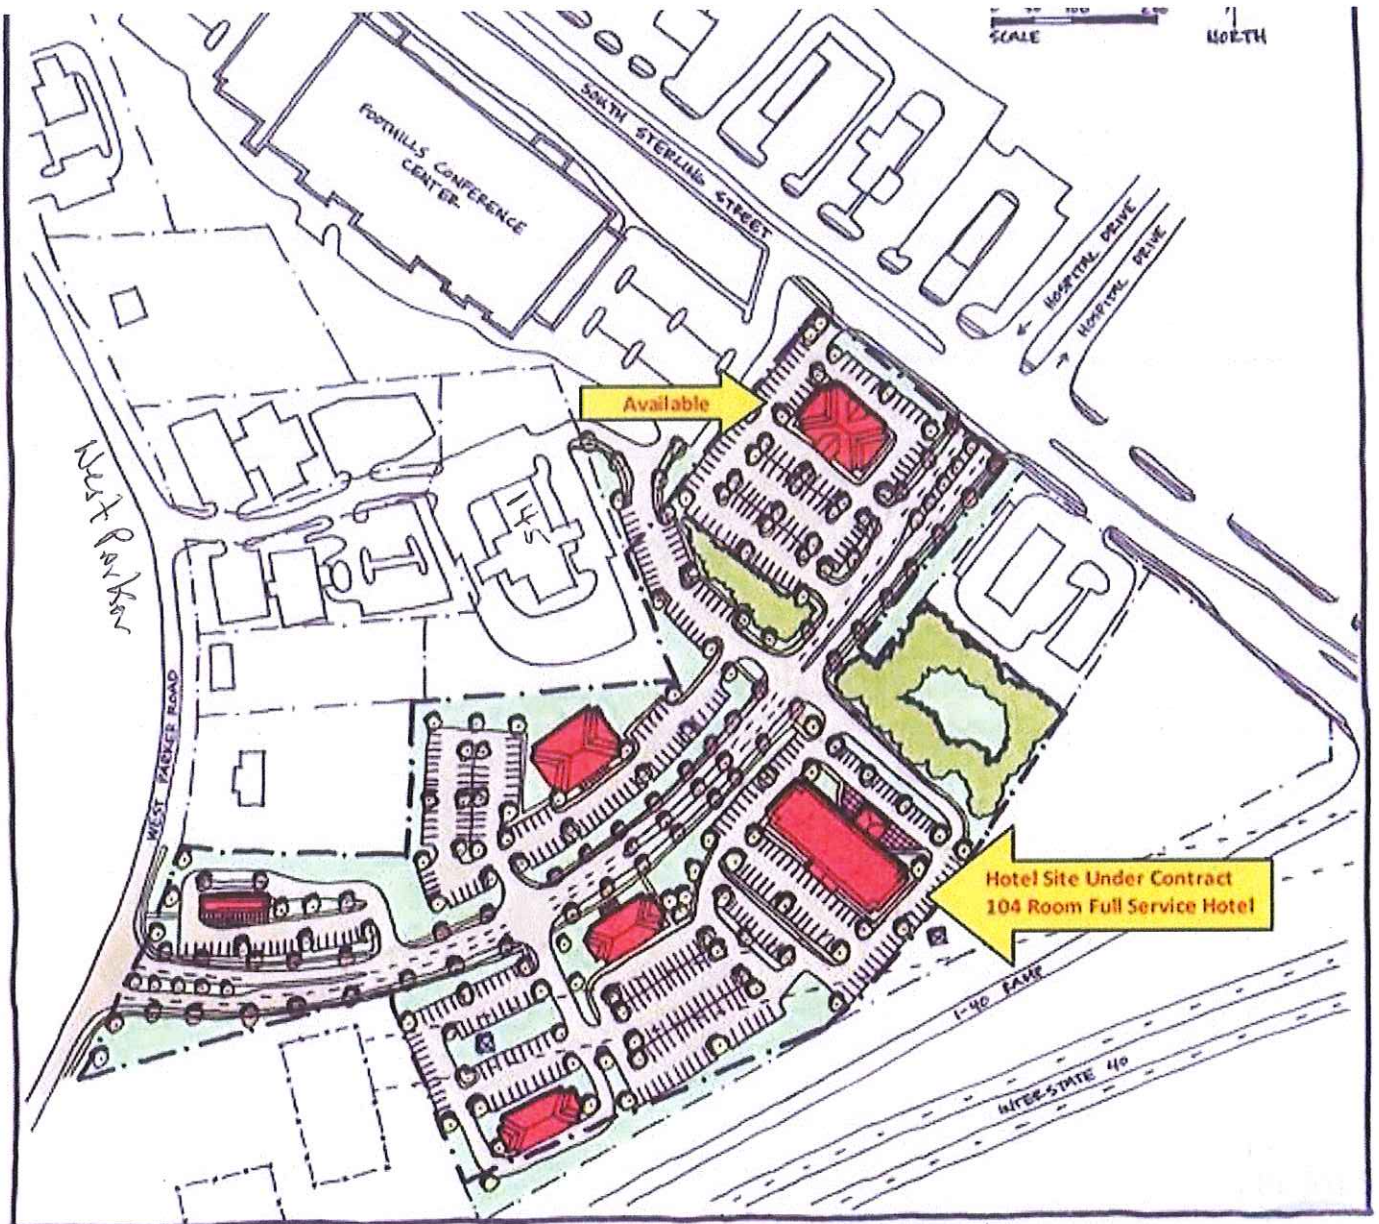 SCALE
NORTH
FOOTHILLS CONFERENCE
CENTER
SOUTH STERLING STREET
← HOSPITAL DRIVE
→ HOSPITAL DRIVE
Available
West Parker
145
WEST PARKER ROAD
Hotel Site Under Contract
104 Room Full Service Hotel
I-40 RAMP
INTERSTATE 40